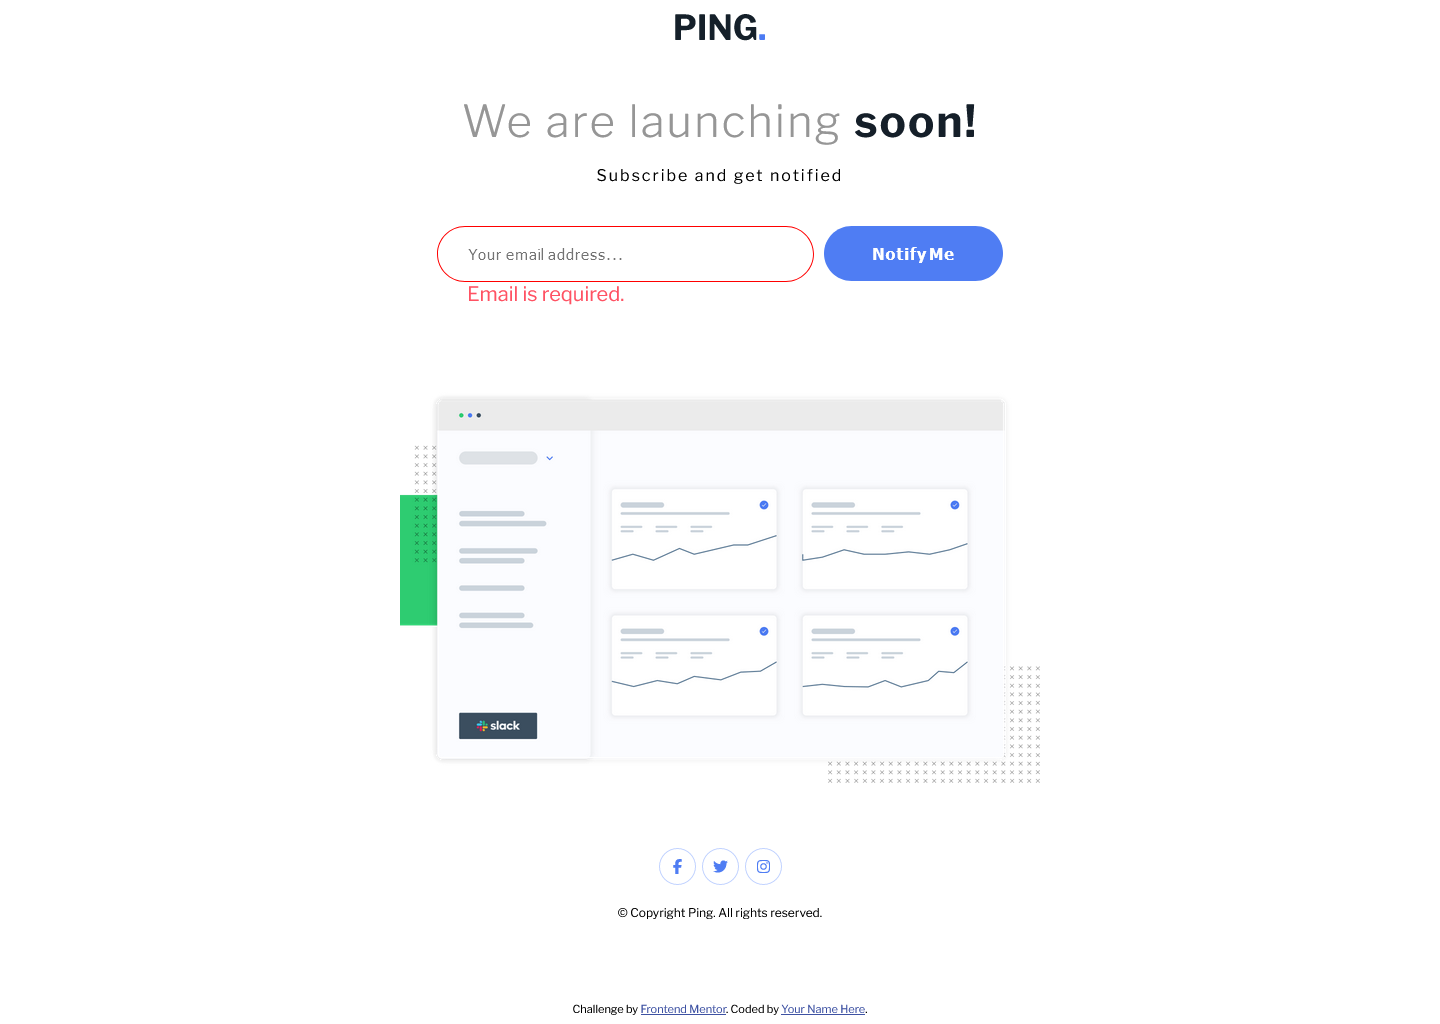 PING.
We are launching soon!
Subscribe and get notified
Your email address...
Notify Me
Email is required.
slack
© Copyright Ping. All rights reserved.
Challenge by Frontend Mentor. Coded by Your Name Here.